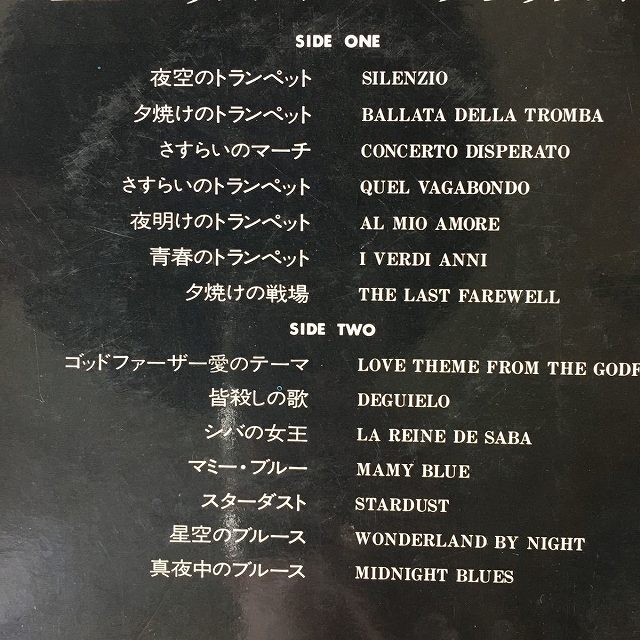 SIDE ONE
夜空のトランペット SILENZIO
夕焼けのトランペット BALLATA DELLA TROMBA
さすらいのマーチ CONCERTO DISPERATO
さすらいのトランペット QUEL VAGABONDO
夜明けのトランペット AL MIO AMORE
青春のトランペット I VERDI ANNI
夕焼けの戦場 THE LAST FAREWELL
SIDE TWO
ゴッドファーザー愛のテーマ LOVE THEME FROM THE GODF
皆殺しの歌 DEGUIELO
シバの女王 LA REINE DE SABA
マミー・ブルー MAMY BLUE
スターダスト STARDUST
星空のブルース WONDERLAND BY NIGHT
真夜中のブルース MIDNIGHT BLUES